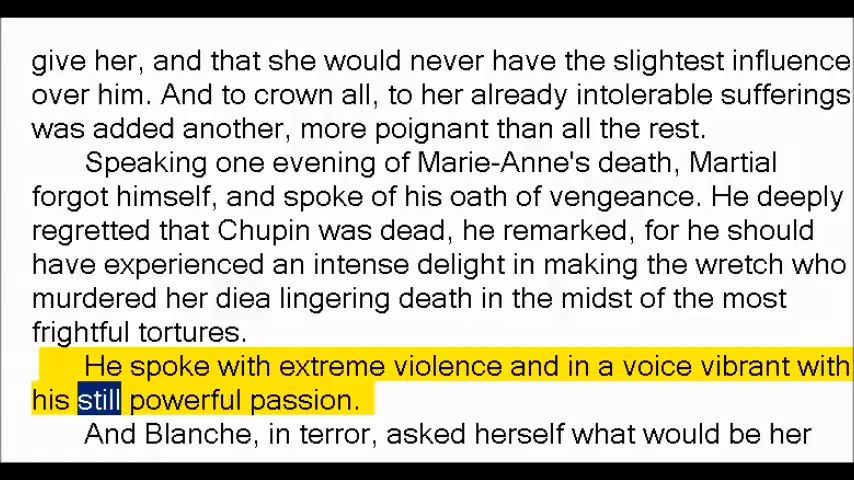 give her, and that she would never have the slightest influence
over him. And to crown all, to her already intolerable sufferings
was added another, more poignant than all the rest.
Speaking one evening of Marie-Anne's death, Martial
forgot himself, and spoke of his oath of vengeance. He deeply
regretted that Chupin was dead, he remarked, for he should
have experienced an intense delight in making the wretch who
murdered her diea lingering death in the midst of the most
frightful tortures.
He spoke with extreme violence and in a voice vibrant with
his still powerful passion.
And Blanche, in terror, asked herself what would be her